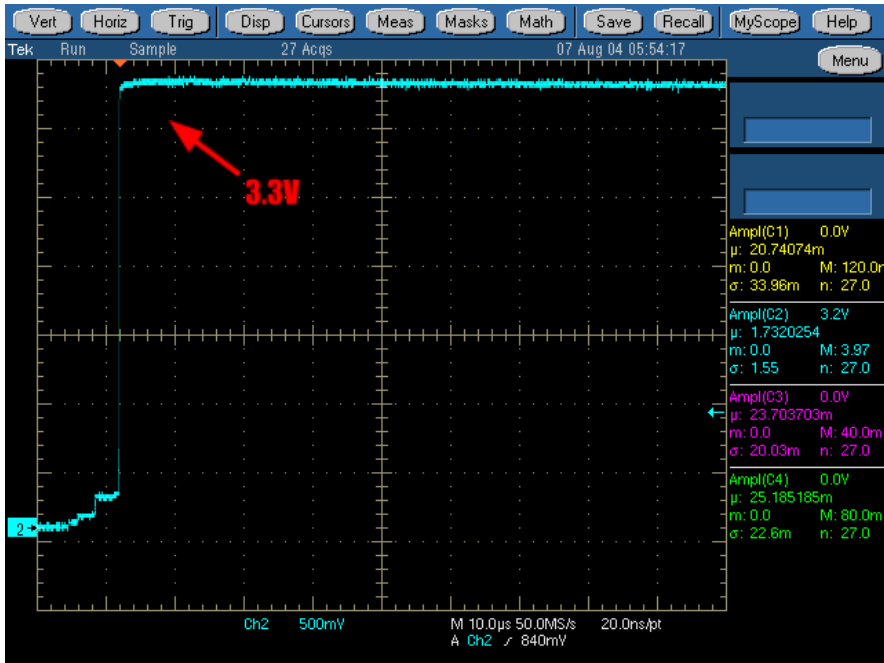 Vert Horiz Trig Disp Cursors Meas Masks Math Save Recall MyScope Help
Tek Run Sample 27 Acqs 07 Aug 04 05:54:17
Menu
3.3V
Ampl(C1) 0.0V
µ: 20.74074m
m: 0.0 M: 120.0m
σ: 33.96m n: 27.0
Ampl(C2) 3.2V
µ: 1.7320254
m: 0.0 M: 3.97
σ: 1.55 n: 27.0
Ampl(C3) 0.0V
µ: 23.703703m
m: 0.0 M: 40.0m
σ: 20.03m n: 27.0
Ampl(C4) 0.0V
µ: 25.185185m
m: 0.0 M: 80.0m
σ: 22.6m n: 27.0
2
Ch2 500mV M 10.0µs 50.0MS/s 20.0ns/pt
A Ch2 ∕ 840mV